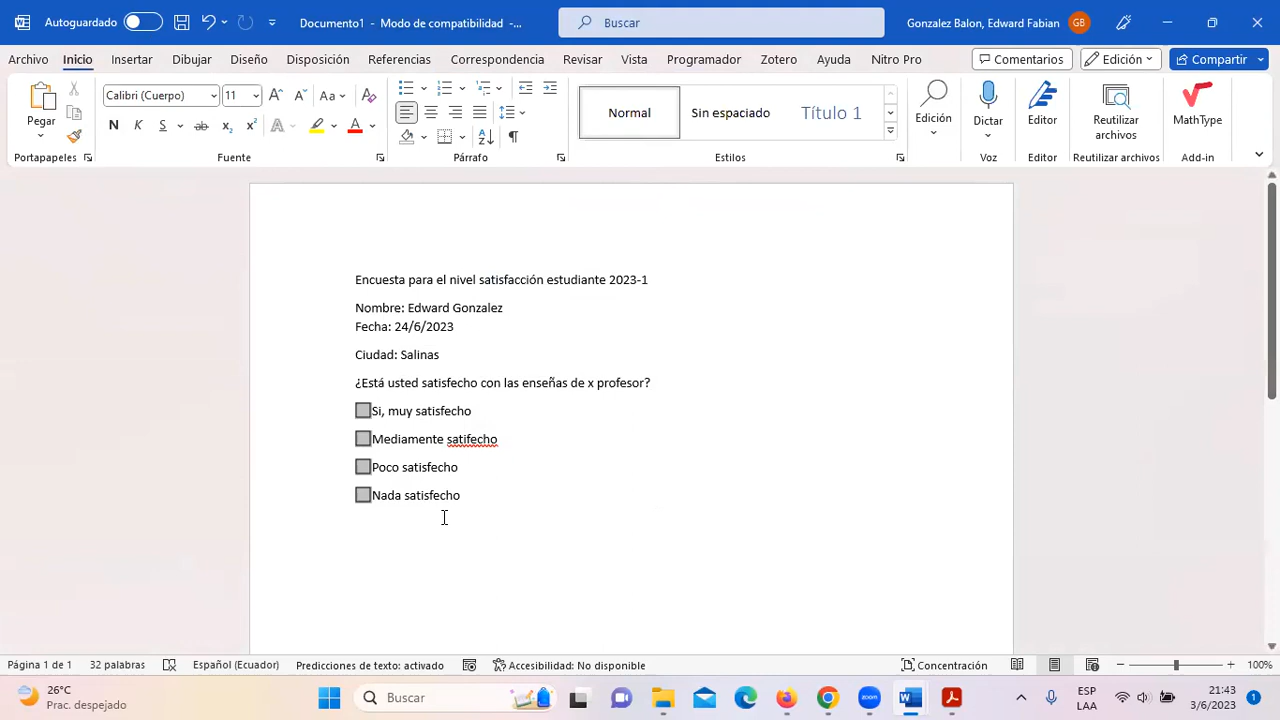 Autoguardado
Documento1 - Modo de compatibilidad -...
Buscar
Gonzalez Balon, Edward Fabian
GB
Archivo Inicio Insertar Dibujar Diseño Disposición Referencias Correspondencia Revisar Vista Programador Zotero Ayuda Nitro Pro
Comentarios
Edición
Compartir
Pegar
Calibri (Cuerpo)
11
Normal
Sin espaciado
Título 1
Edición
Dictar
Editor
Reutilizar archivos
MathType
Portapapeles
Fuente
Párrafo
Estilos
Voz
Editor
Reutilizar archivos
Add-in
Encuesta para el nivel satisfacción estudiante 2023-1
Nombre: Edward Gonzalez
Fecha: 24/6/2023
Ciudad: Salinas
¿Está usted satisfecho con las enseñas de x profesor?
Si, muy satisfecho
Mediamente satifecho
Poco satisfecho
Nada satisfecho
Página 1 de 1
32 palabras
Español (Ecuador)
Predicciones de texto: activado
Accesibilidad: No disponible
Concentración
100%
26°C
Prac. despejado
Buscar
ESP
LAA
21:43
3/6/2023